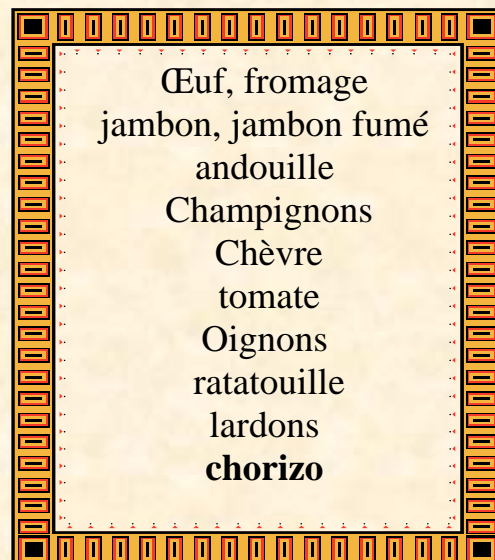 Œuf, fromage
jambon, jambon fumé
andouille
Champignons
Chèvre
tomate
Oignons
ratatouille
lardons
chorizo